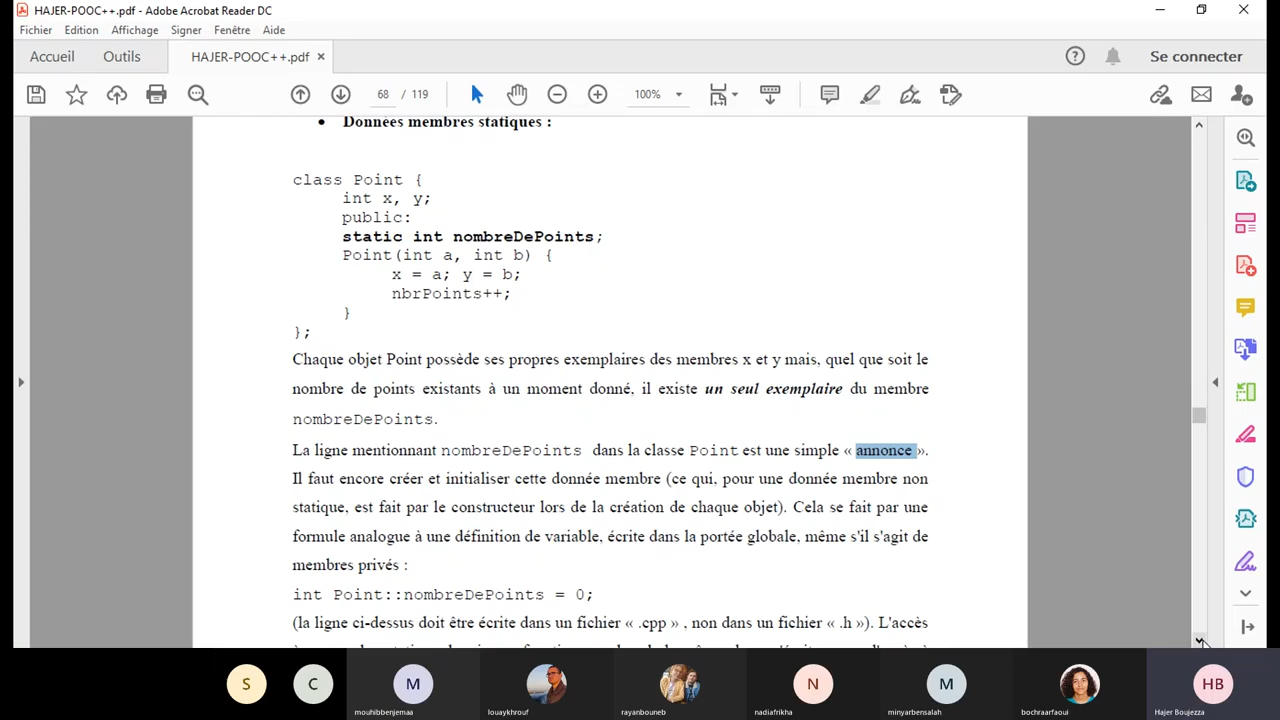 HAJER-POOC++.pdf - Adobe Acrobat Reader DC
Fichier Edition Affichage Signer Fenêtre Aide
Accueil Outils HAJER-POOC++.pdf × Se connecter
68 / 119 100%
• Données membres statiques :
class Point {
int x, y;
public:
static int nombreDePoints;
Point(int a, int b) {
x = a; y = b;
nbrPoints++;
}
};
Chaque objet Point possède ses propres exemplaires des membres x et y mais, quel que soit le
nombre de points existants à un moment donné, il existe un seul exemplaire du membre
nombreDePoints.
La ligne mentionnant nombreDePoints dans la classe Point est une simple « annonce ».
Il faut encore créer et initialiser cette donnée membre (ce qui, pour une donnée membre non
statique, est fait par le constructeur lors de la création de chaque objet). Cela se fait par une
formule analogue à une définition de variable, écrite dans la portée globale, même s'il s'agit de
membres privés :
int Point::nombreDePoints = 0;
(la ligne ci-dessus doit être écrite dans un fichier « .cpp » , non dans un fichier « .h »). L'accès
S C M N M HB
mouhibbenjemaa louaykhrouf rayanbouneb nadiafrikha minyarbensalah bochraarfaoui Hajer Boujezza